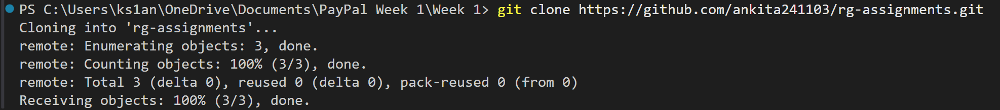 PS C:\Users\ks1an\OneDrive\Documents\PayPal Week 1\Week 1> git clone https://github.com/ankita241103/rg-assignments.git
Cloning into 'rg-assignments'...
remote: Enumerating objects: 3, done.
remote: Counting objects: 100% (3/3), done.
remote: Total 3 (delta 0), reused 0 (delta 0), pack-reused 0 (from 0)
Receiving objects: 100% (3/3), done.